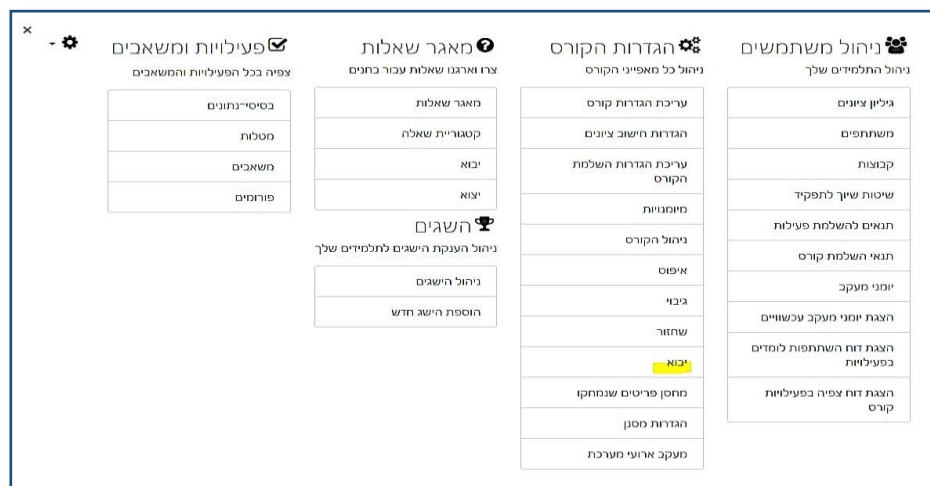 ניהול משתמשים
ניהול התלמידים שלך
גיליון ציונים
משתתפים
קבוצות
שיטות שיוך לתפקיד
תנאים להשלמת פעילות
תנאי השלמת קורס
יומני מעקב
הצגת יומני מעקב עכשוויים
הצגת דוח השתתפות לומדים
בפעילויות
הצגת דוח צפיה בפעילויות
קורס
הגדרות הקורס
ניהול כל מאפייני הקורס
עריכת הגדרות קורס
הגדרות חישוב ציונים
עריכת הגדרות השלמת
הקורס
מיומנויות
ניהול הקורס
איפוס
גיבוי
שחזור
יבוא
מחסן פריטים שנמחקו
הגדרות מסנן
מעקב ארועי מערכת
מאגר שאלות
צרו וארגנו שאלות עבור בחנים
מאגר שאלות
קטגוריית שאלה
יבוא
יצוא
השגים
ניהול הענקת הישגים לתלמידים שלך
ניהול הישגים
הוספת הישג חדש
פעילויות ומשאבים
צפיה בכל הפעילויות והמשאבים
בסיסי-נתונים
מטלות
משאבים
פורומים